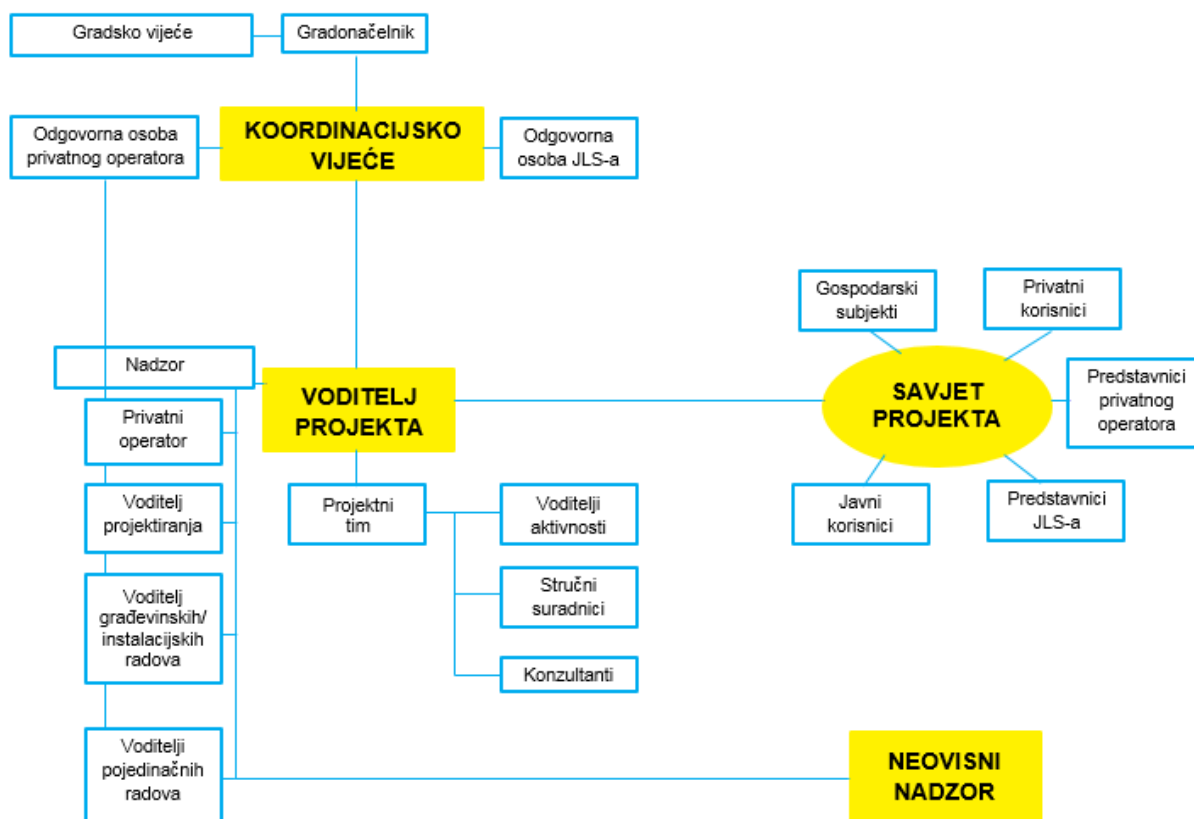 Gradsko vijeće
Gradonačelnik
Odgovorna osoba
privatnog operatora
KOORDINACIJSKO
VIJEĆE
Odgovorna
osoba JLS-a
Gospodarski
subjekti
Privatni
korisnici
Nadzor
VODITELJ
PROJEKTA
SAVJET
PROJEKTA
Predstavnici
privatnog
operatora
Privatni
operator
Voditelj
projektiranja
Projektni
tim
Voditelji
aktivnosti
Javni
korisnici
Predstavnici
JLS-a
Voditelj
građevinskih/
instalacijskih
radova
Stručni
suradnici
Konzultanti
Voditelji
pojedinačnih
radova
NEOVISNI
NADZOR